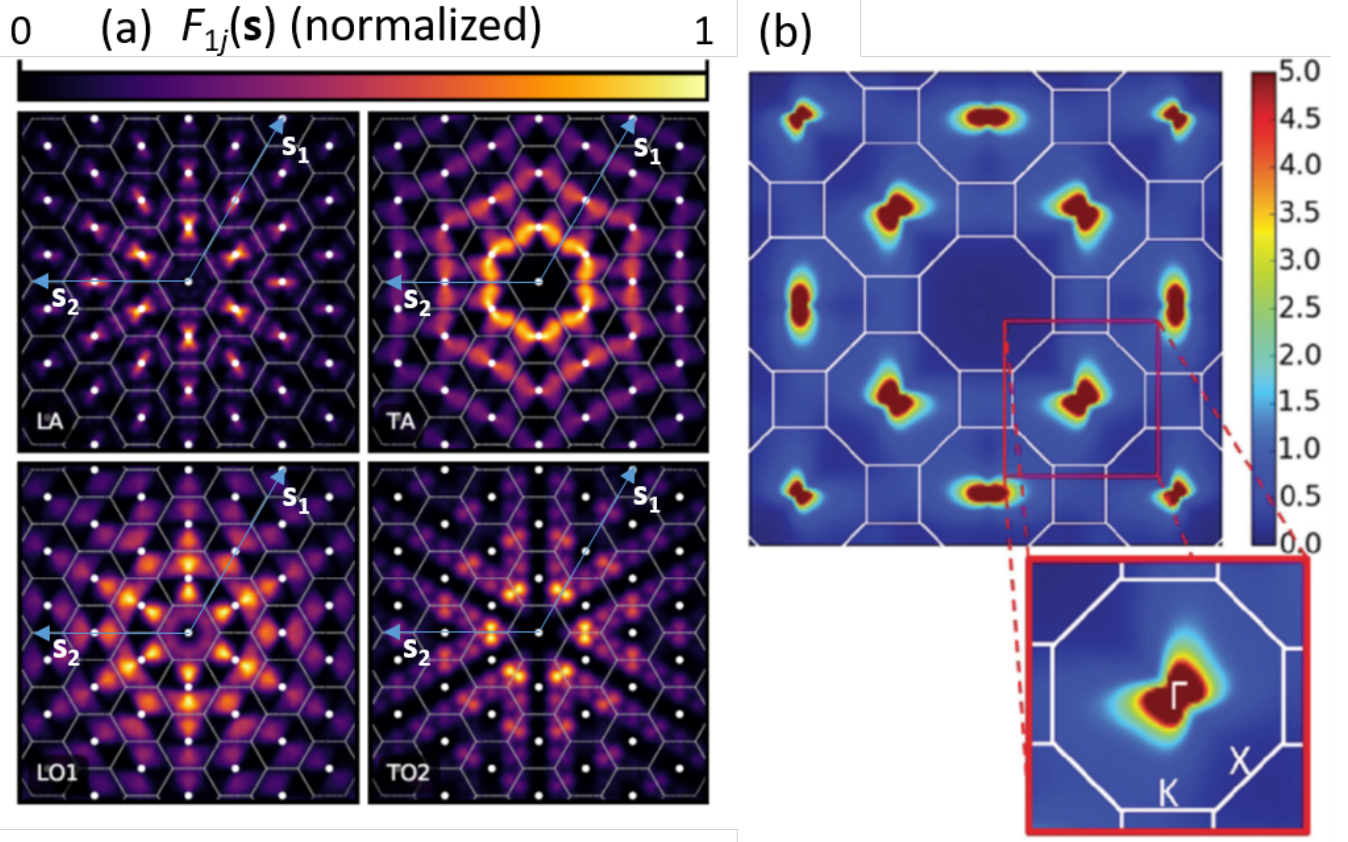 0 (a) F1j(s) (normalized) 1
s1
s2
LA
s1
s2
TA
s1
s2
LO1
s1
s2
TO2
(b)
5.0
4.5
4.0
3.5
3.0
2.5
2.0
1.5
1.0
0.5
0.0
Γ
X
K